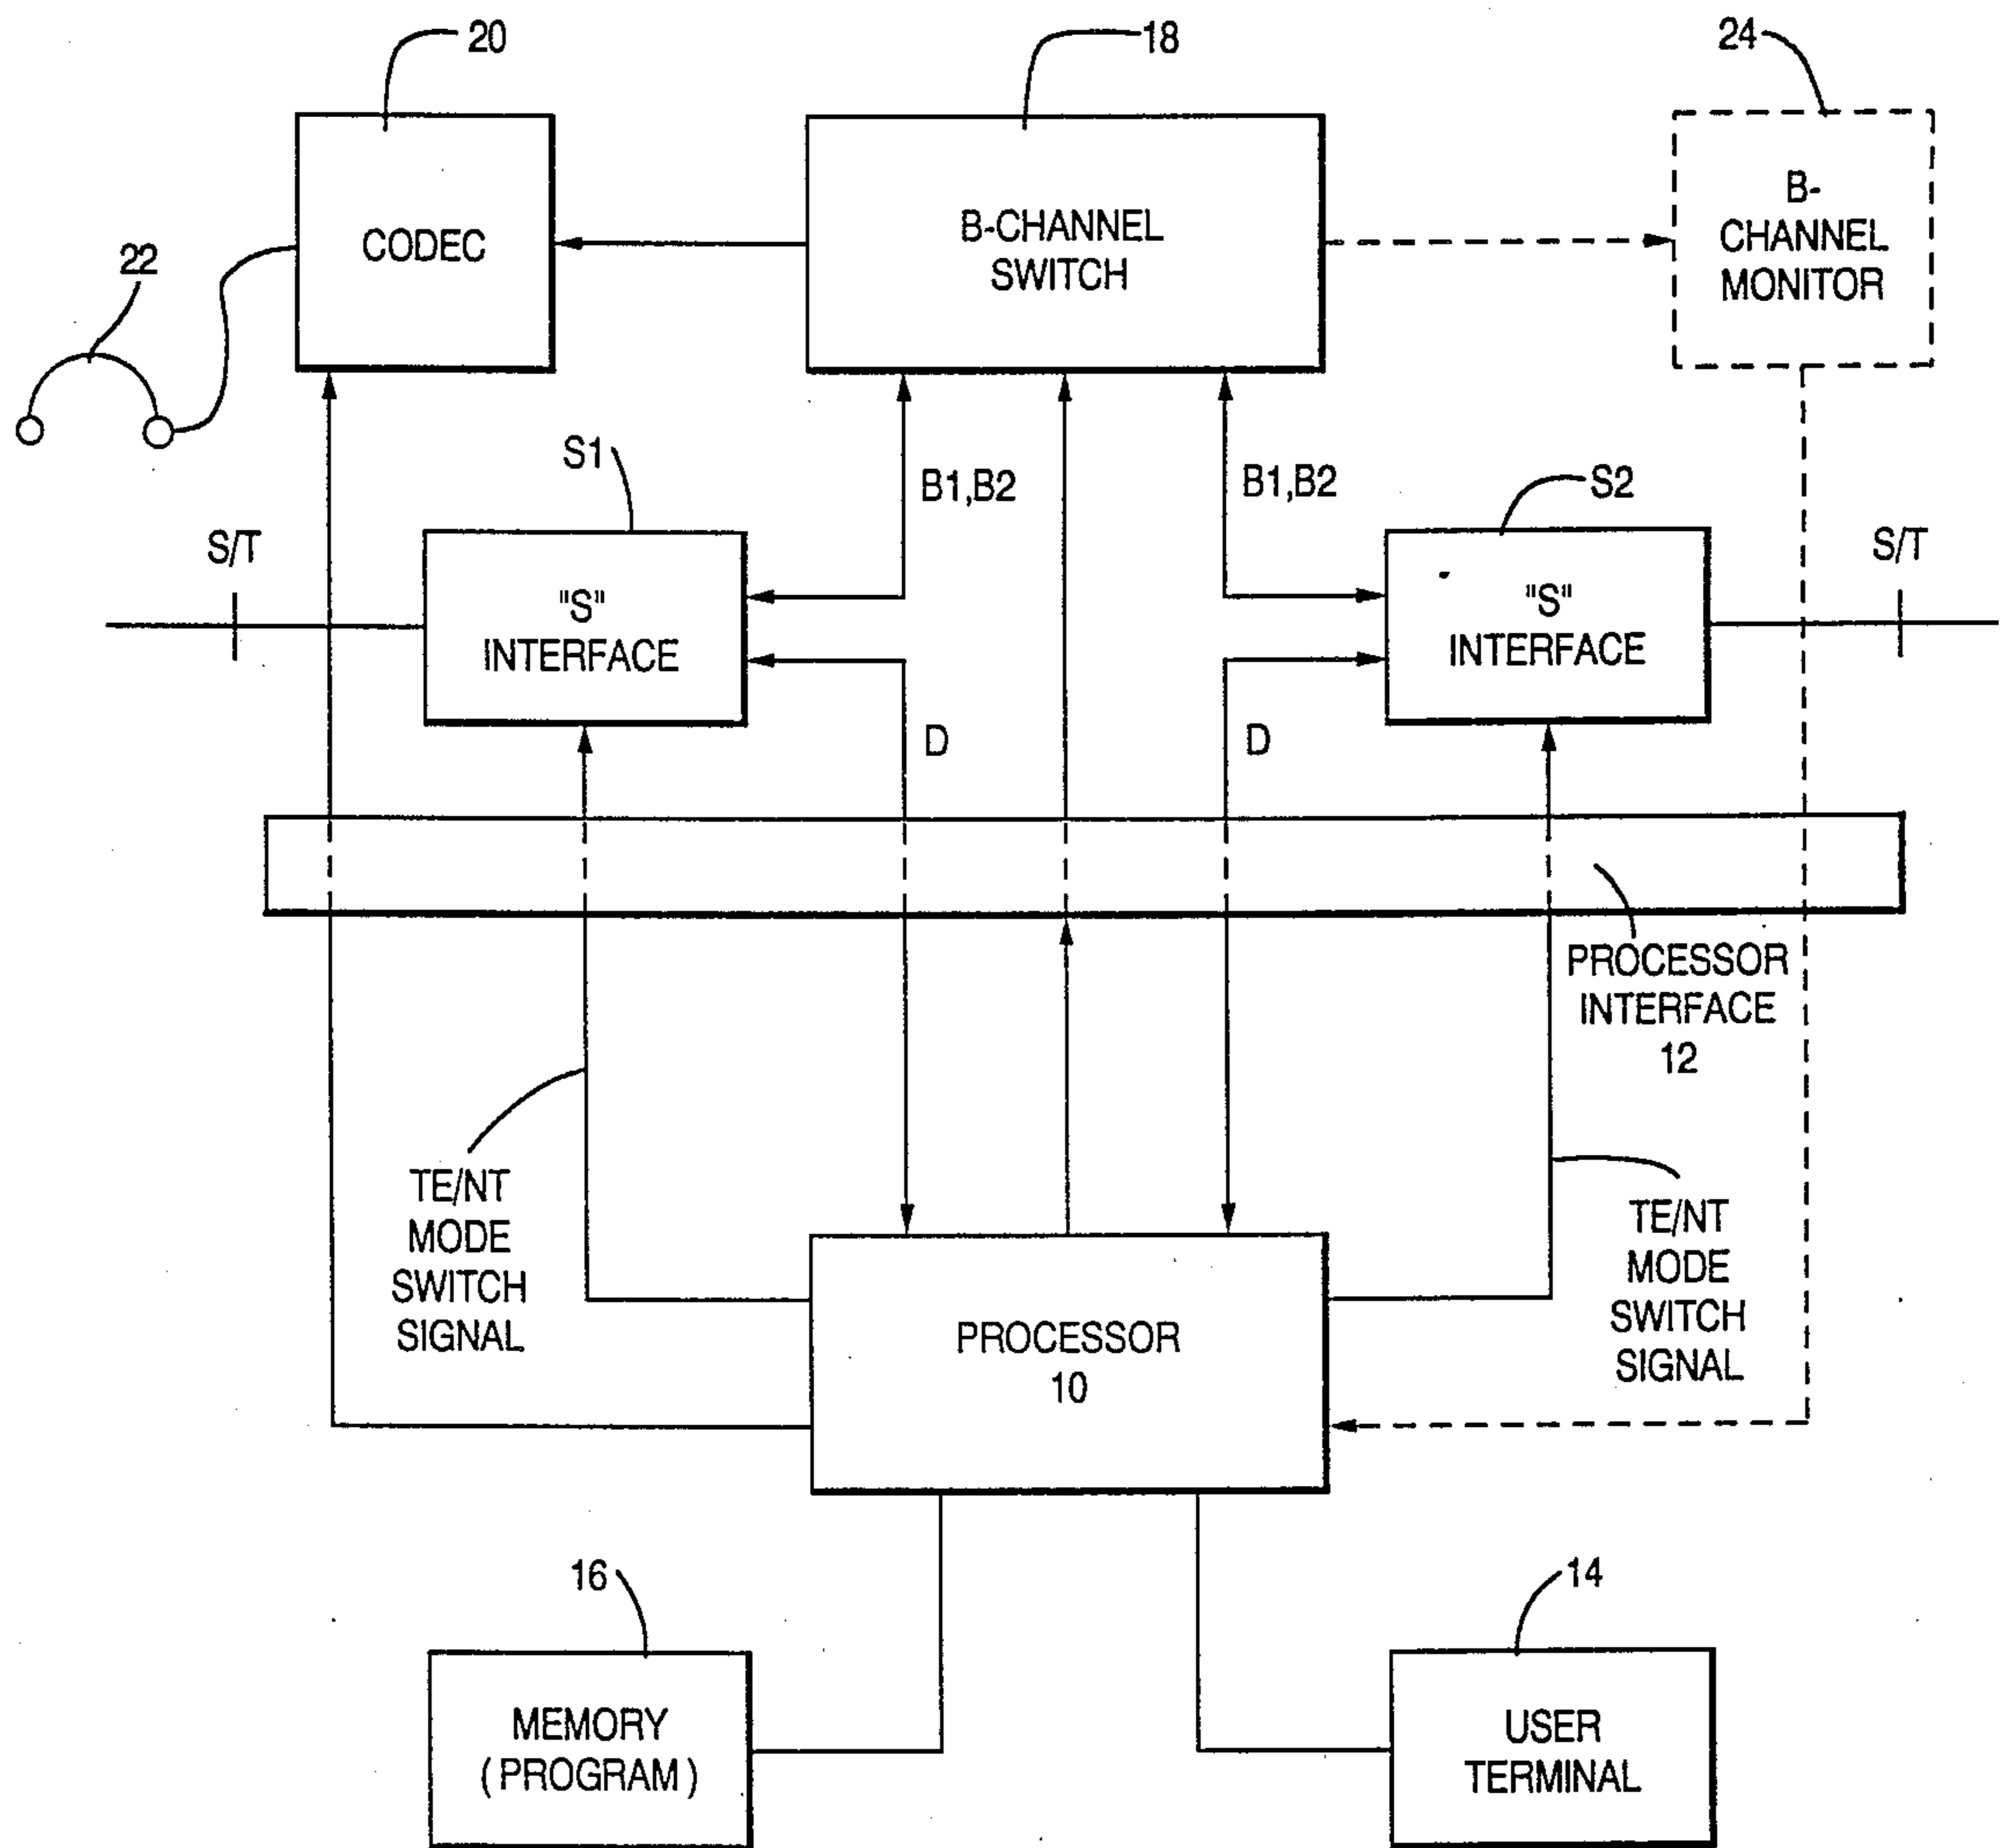 20
18
24
CODEC
B-CHANNEL
SWITCH
B-
CHANNEL
MONITOR
22
S1
B1,B2
B1,B2
S2
S/T
S/T
"S"
INTERFACE
"S"
INTERFACE
D
D
PROCESSOR
INTERFACE
12
TE/NT
MODE
SWITCH
SIGNAL
TE/NT
MODE
SWITCH
SIGNAL
PROCESSOR
10
16
14
MEMORY
(PROGRAM)
USER
TERMINAL